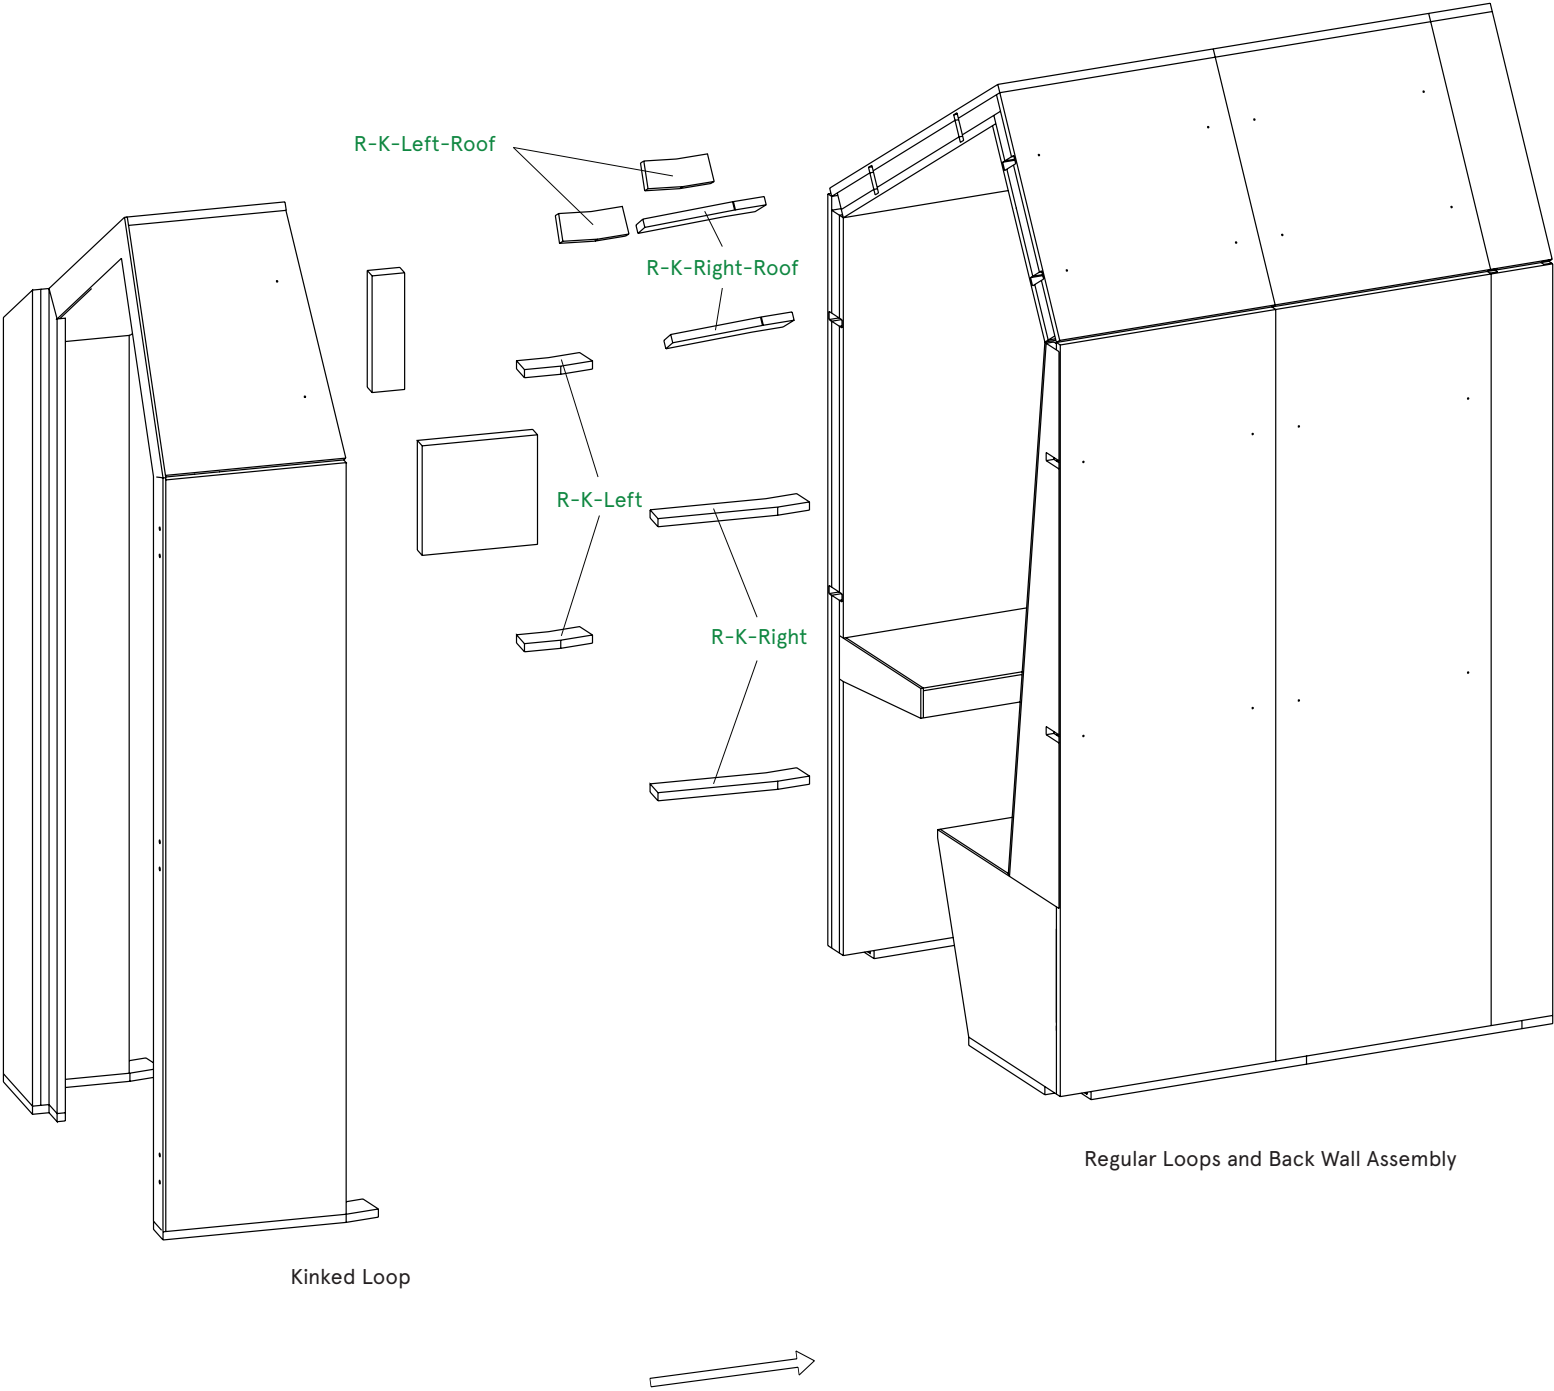 R-K-Left-Roof
R-K-Right-Roof
R-K-Left
R-K-Right
Regular Loops and Back Wall Assembly
Kinked Loop